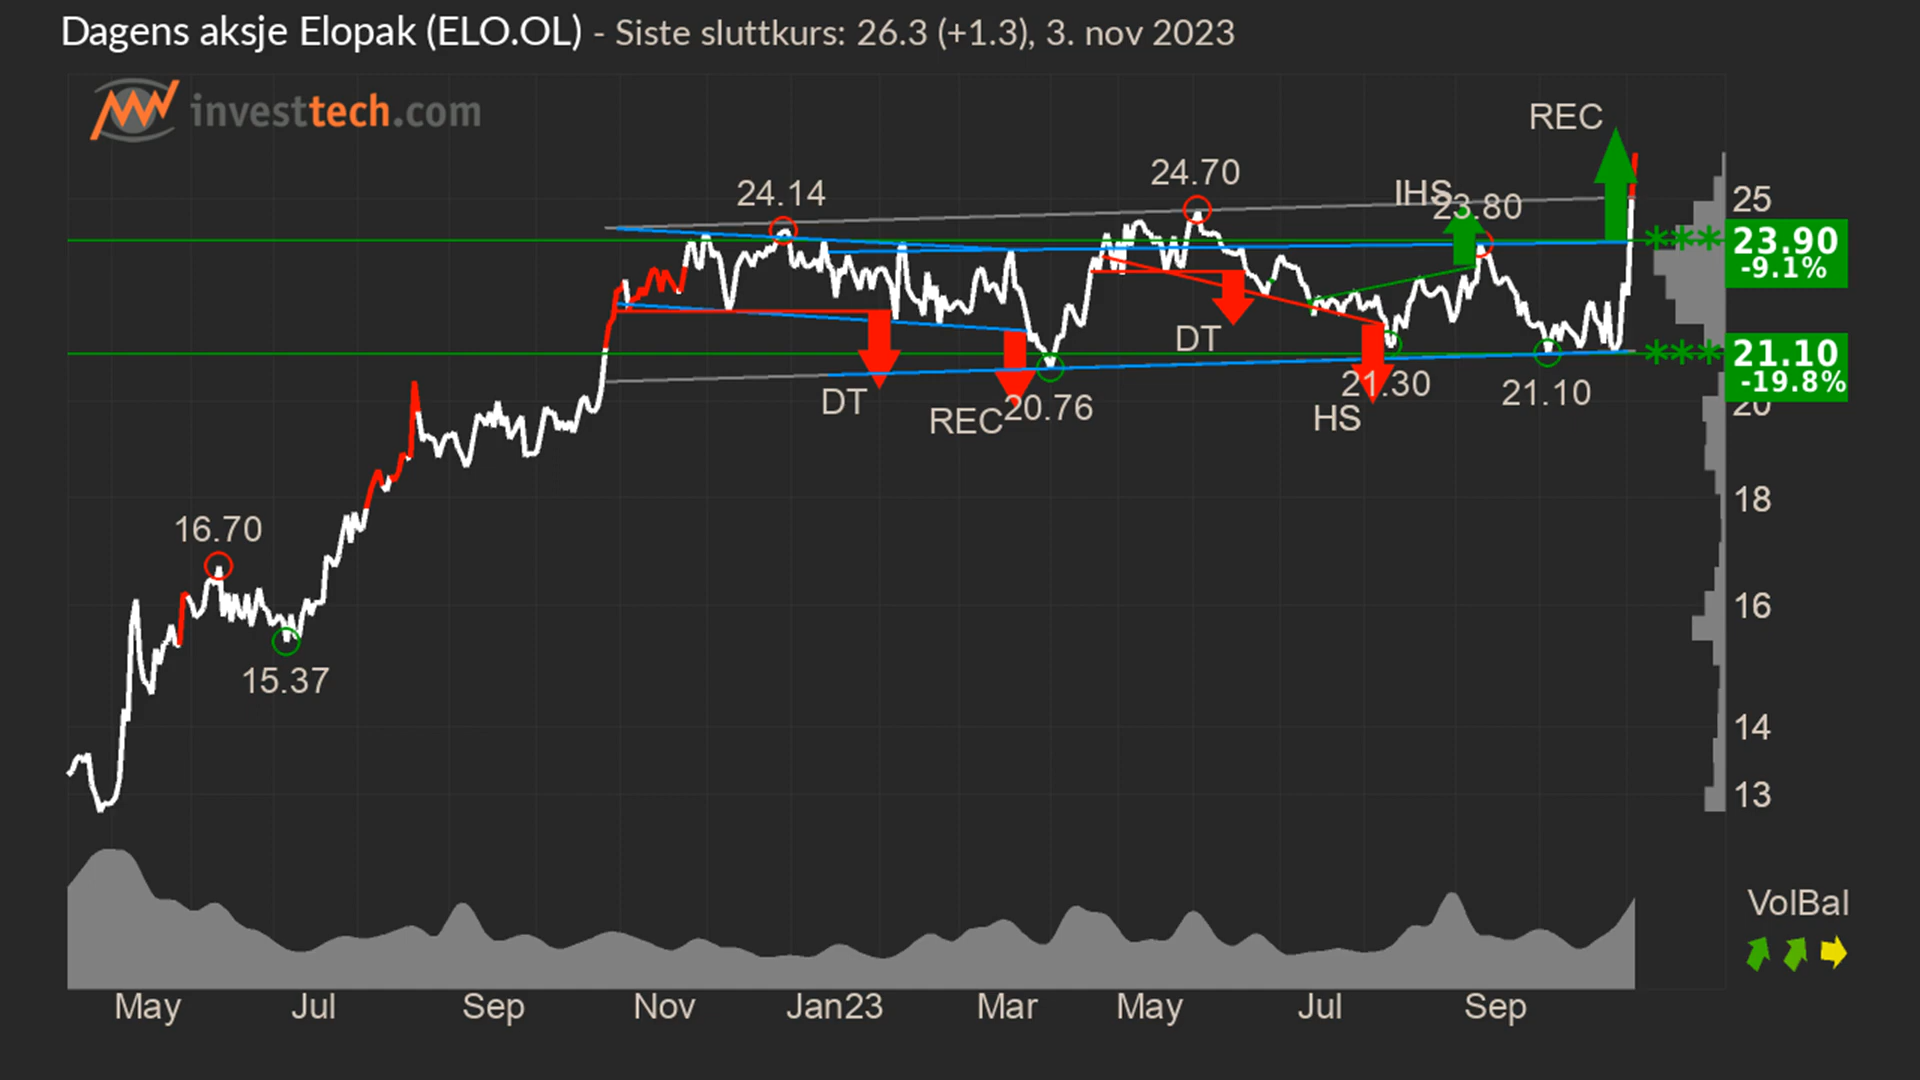 Dagens aksje Elopak (ELO.OL) - Siste sluttkurs: 26.3 (+1.3), 3. nov 2023
investtech.com
REC
24.14
24.70
IHS
23.80
25
23.90
-9.1%
DT
21.10
-19.8%
DT
REC
20.76
21.30
HS
21.10
20
18
16.70
16
15.37
14
13
VolBal
May Jul Sep Nov Jan23 Mar May Jul Sep